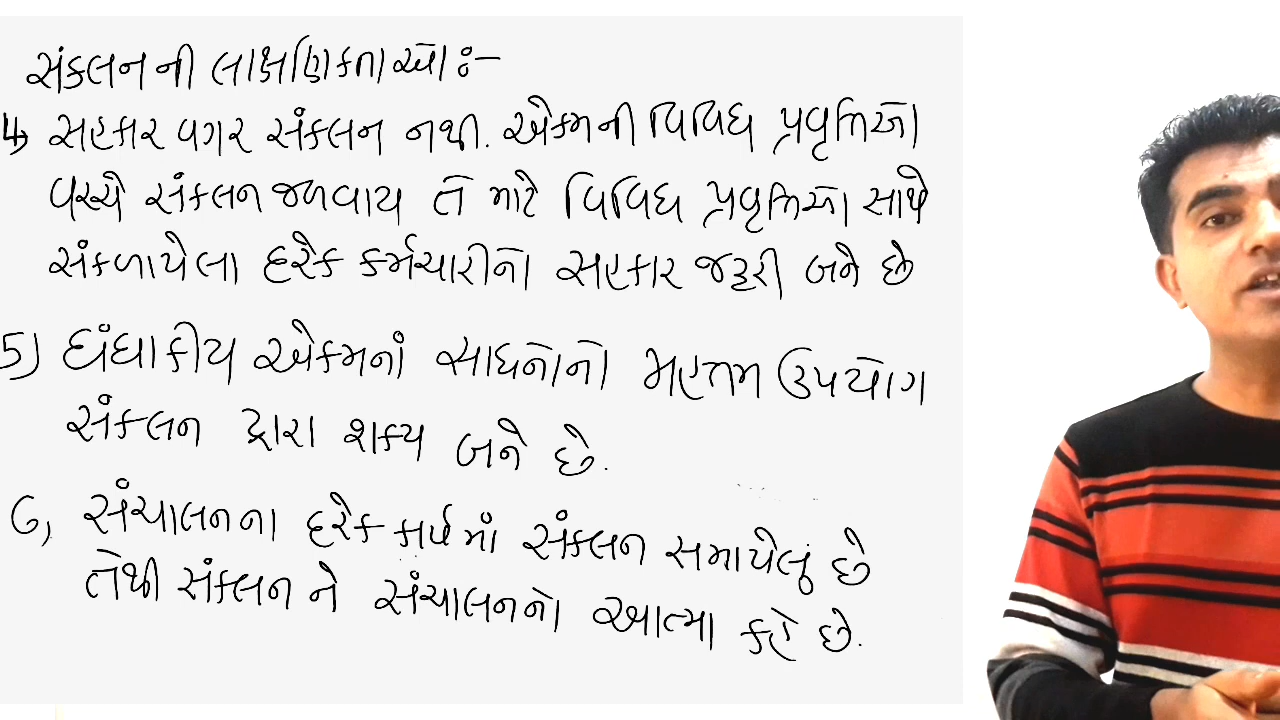 સંકલનની લાક્ષણિકતાઓ :-
4) સહકાર વગર સંકલન નથી. એકમની વિવિધ પ્રવૃત્તિઓ
વચ્ચે સંકલન જળવાય તે માટે વિવિધ પ્રવૃત્તિઓ સાથે
સંકળાયેલા દરેક કર્મચારીનો સહકાર જરૂરી બને છે
5) ધંધાકીય એકમનાં સાધનોનો મહત્તમ ઉપયોગ
સંકલન દ્વારા શક્ય બને છે.
6, સંચાલનના દરેક કાર્ય માં સંકલન સમાયેલું છે
તેથી સંકલન ને સંચાલનનો આત્મા કહે છે.